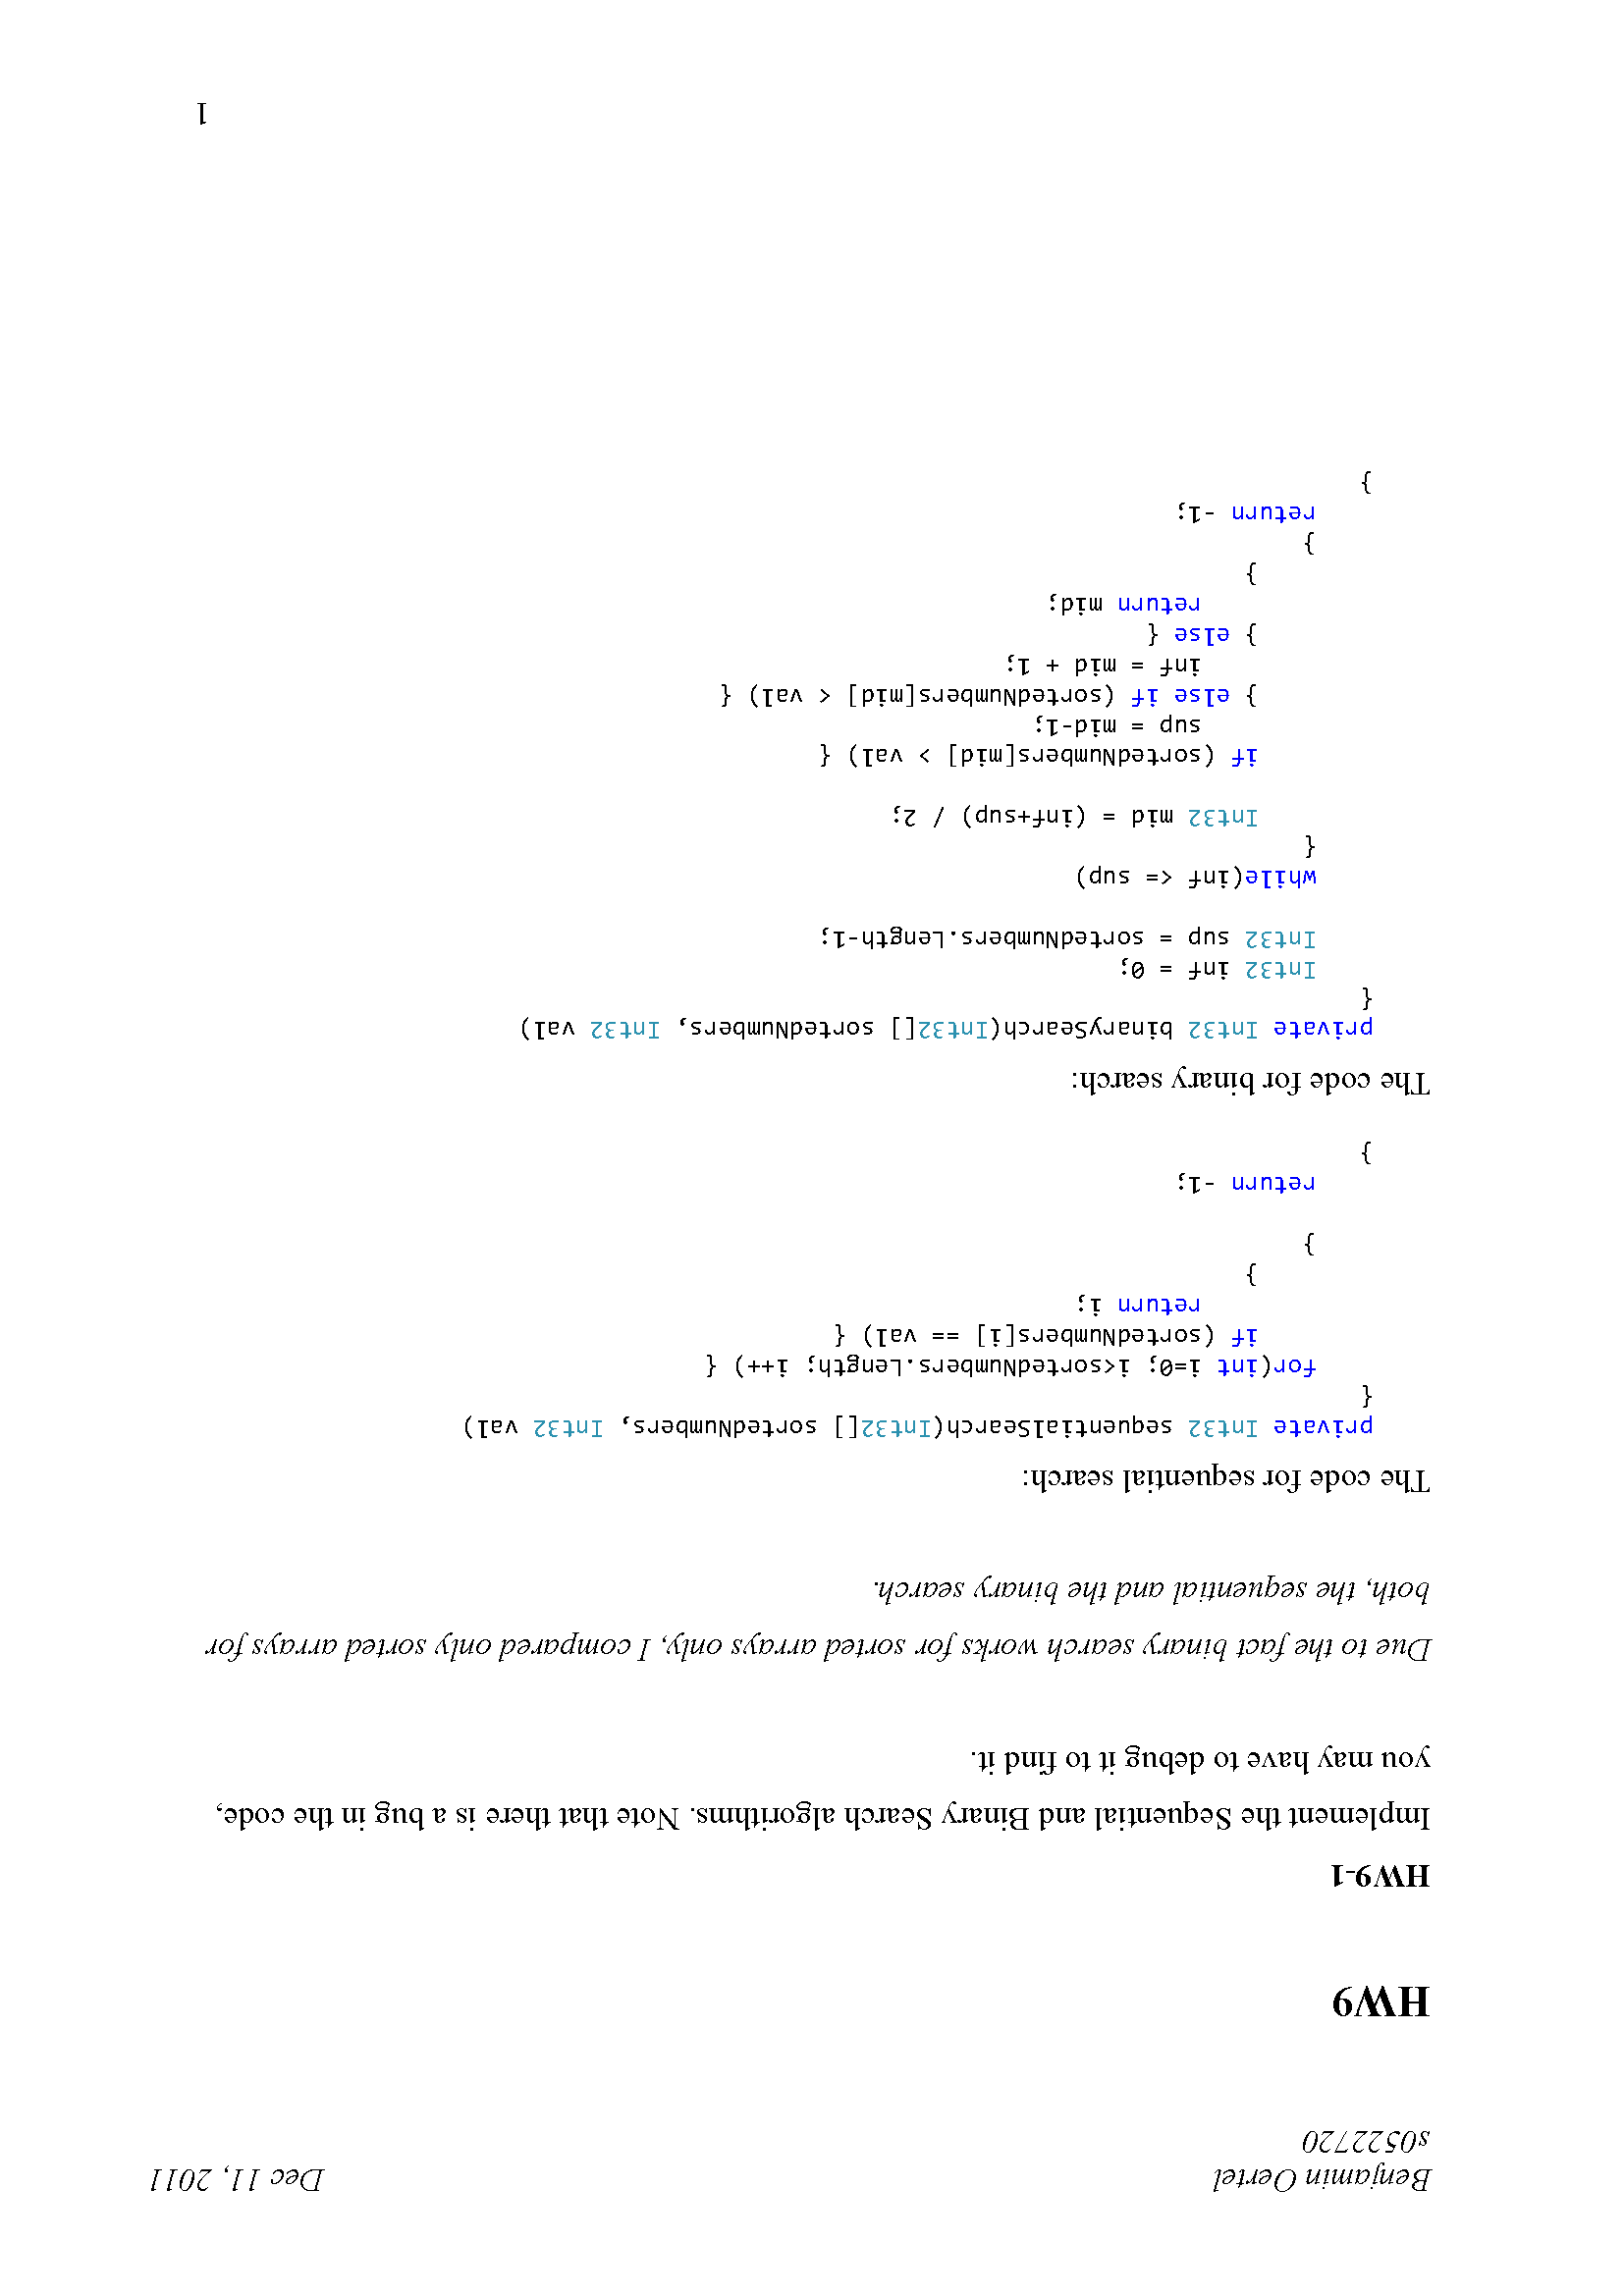 Benjamin Oertel Dec 11, 2011
s0522720
HW9
HW9-1
Implement the Sequential and Binary Search algorithms. Note that there is a bug in the code,
you may have to debug it to find it.
Due to the fact binary search works for sorted arrays only, I compared only sorted arrays for
both, the sequential and the binary search.
The code for sequential search:
private Int32 sequentialSearch(Int32[] sortedNumbers, Int32 val)
{
for(int i=0; i<sortedNumbers.Length; i++) {
if (sortedNumbers[i] == val) {
return i;
}
}
return -1;
}
The code for binary search:
private Int32 binarySearch(Int32[] sortedNumbers, Int32 val)
{
Int32 inf = 0;
Int32 sup = sortedNumbers.Length-1;
while(inf <= sup)
{
Int32 mid = (inf+sup) / 2;
if (sortedNumbers[mid] > val) {
sup = mid-1;
} else if (sortedNumbers[mid] < val) {
inf = mid + 1;
} else {
return mid;
}
}
return -1;
}
1